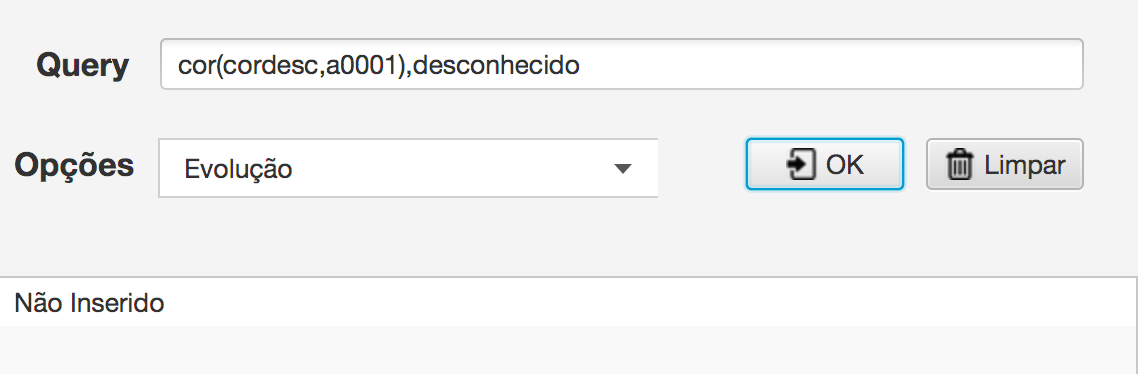 Query cor(cordesc,a0001),desconhecido
Opções Evolução OK Limpar
Não Inserido